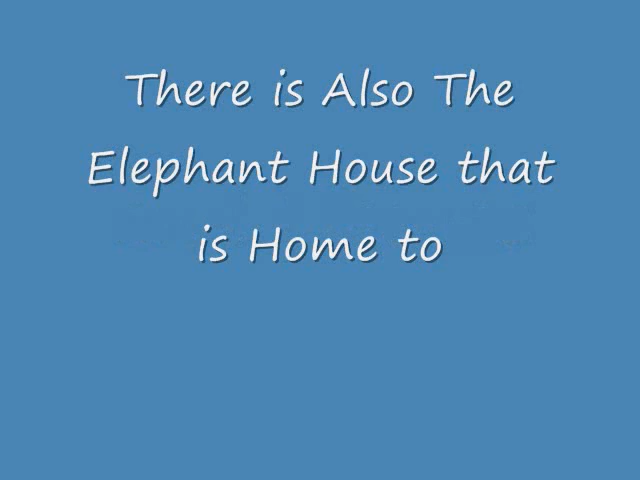 There is Also The
Elephant House that
is Home to